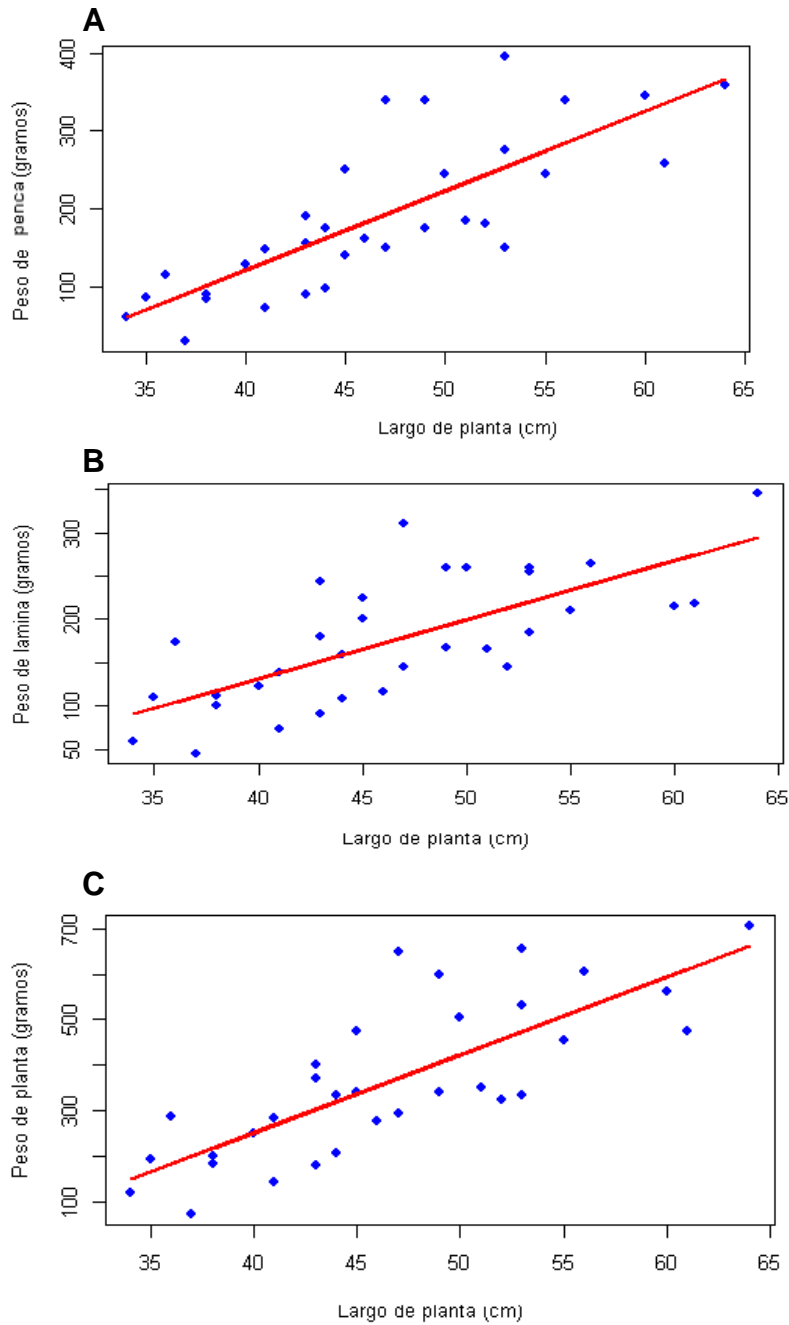 A
400
300
200
100
Peso de penca (gramos)
35 40 45 50 55 60 65
Largo de planta (cm)
B
300
200
100
50
Peso de lamina (gramos)
35 40 45 50 55 60 65
Largo de planta (cm)
C
700
500
300
100
Peso de planta (gramos)
35 40 45 50 55 60 65
Largo de planta (cm)